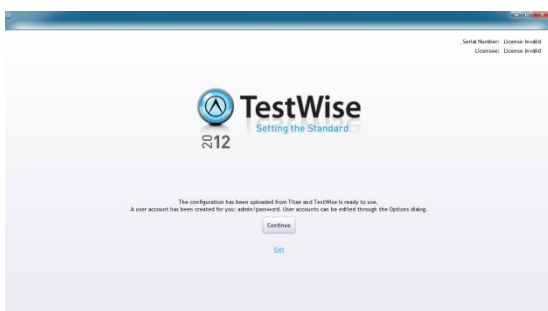 Serial Number: License Invalid
Licensee: License Invalid
TestWise
Setting the Standard
2012
The configuration has been uploaded from Titan and TestWise is ready to use.
A user account has been created for you: admin/password. User accounts can be edited through the Options dialog.
Continue
Exit